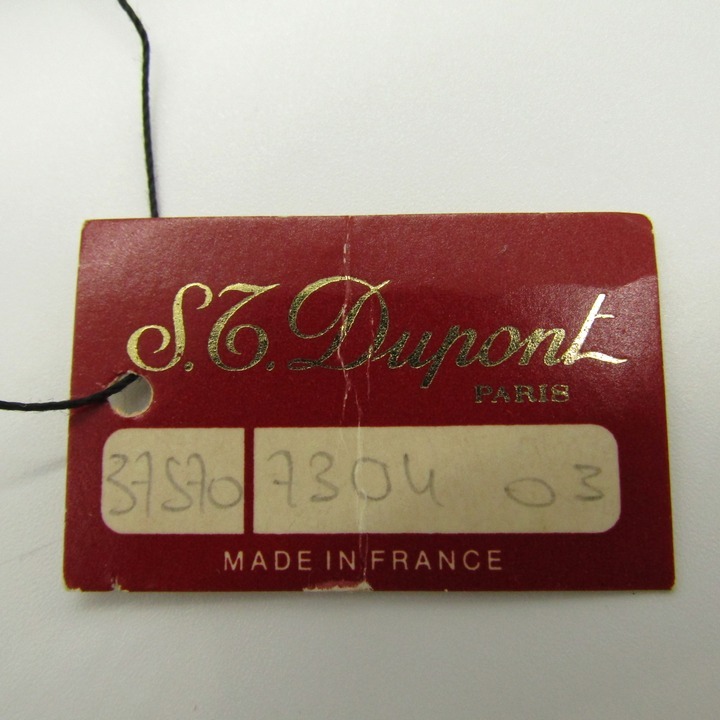 S.T. Dupont
PARIS
37570 7304 03
MADE IN FRANCE